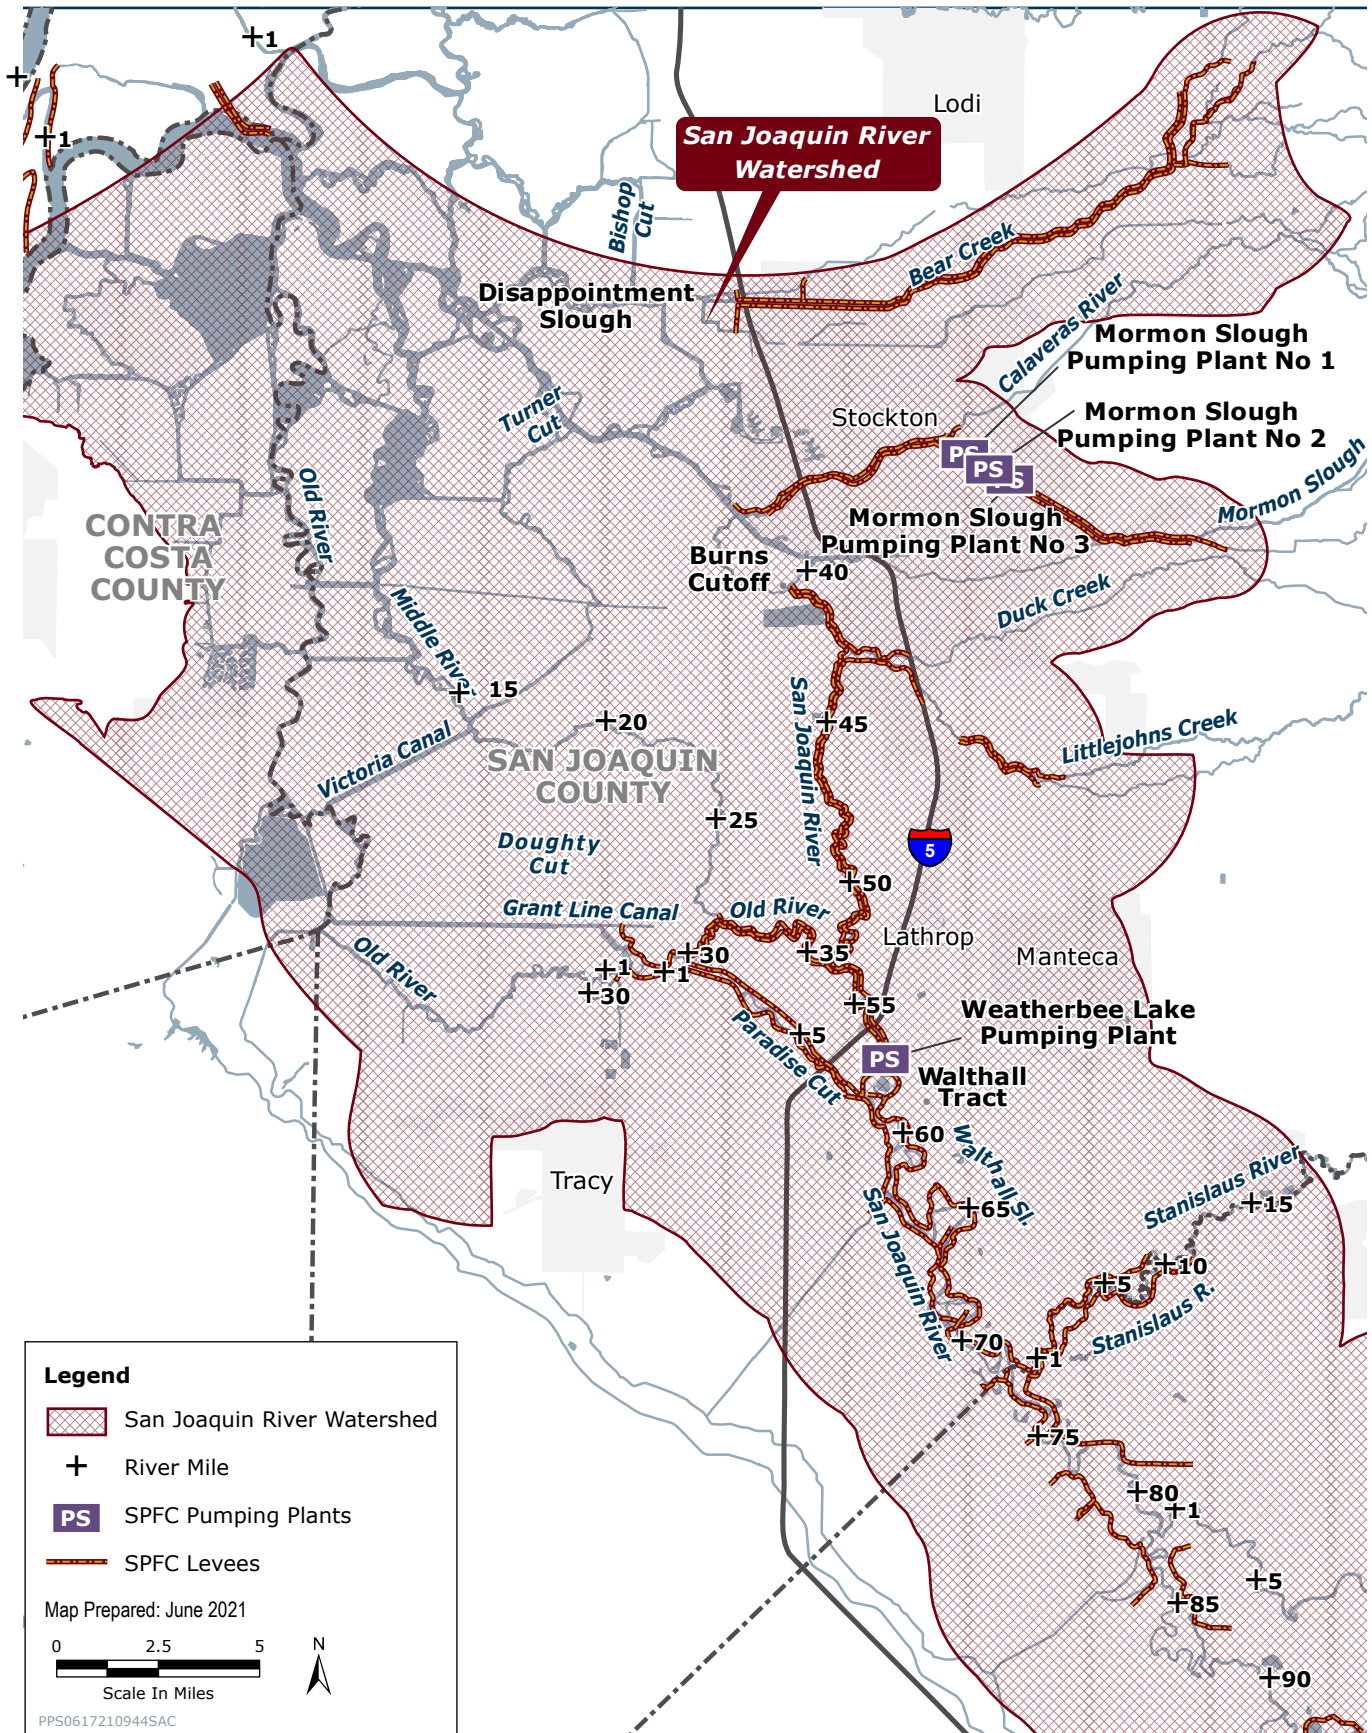 1
1
Lodi
San Joaquin River
Watershed
Bishop
Cut
Bear Creek
Disappointment
Slough
Calaveras River
Mormon Slough
Pumping Plant No 1
Turner
Cut
Stockton
Mormon Slough
Pumping Plant No 2
PS
PS
PS
Mormon Slough
Old River
CONTRA
COSTA
COUNTY
Mormon Slough
Pumping Plant No 3
Burns
Cutoff
40
Duck Creek
Middle River
15
20
San Joaquin River
45
Littlejohns Creek
Victoria Canal
SAN JOAQUIN
COUNTY
25
Doughty
Cut
5
50
Grant Line Canal
Old River
Lathrop
Manteca
Old River
30
35
1
1
30
55
Weatherbee Lake
Pumping Plant
5
Paradise Cut
PS
Walthall
Tract
60
Walthall Sl.
Tracy
65
San Joaquin River
Stanislaus River
15
10
5
Stanislaus R.
70
1
75
80
1
5
85
90
Legend
San Joaquin River Watershed
River Mile
PS SPFC Pumping Plants
SPFC Levees
Map Prepared: June 2021
0 2.5 5
N
Scale In Miles
PPS0617210944SAC